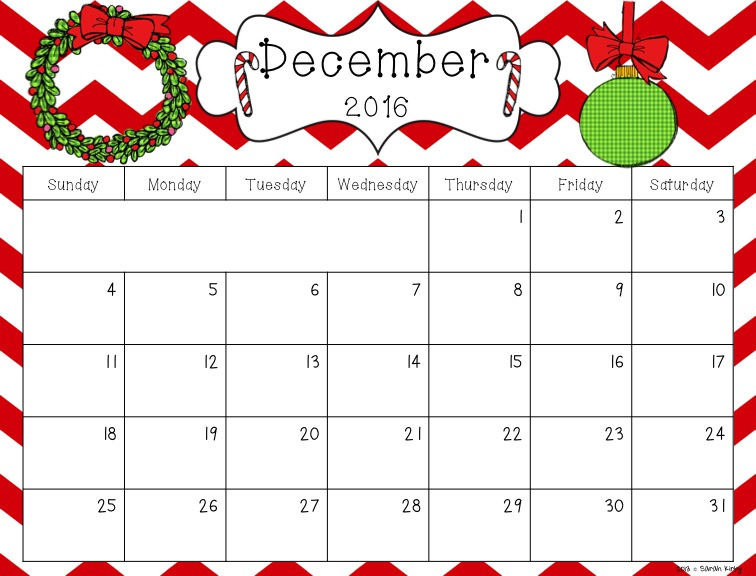 December
2016
Sunday Monday Tuesday Wednesday Thursday Friday Saturday
1 2 3
4 5 6 7 8 9 10
11 12 13 14 15 16 17
18 19 20 21 22 23 24
25 26 27 28 29 30 31
© Sarah